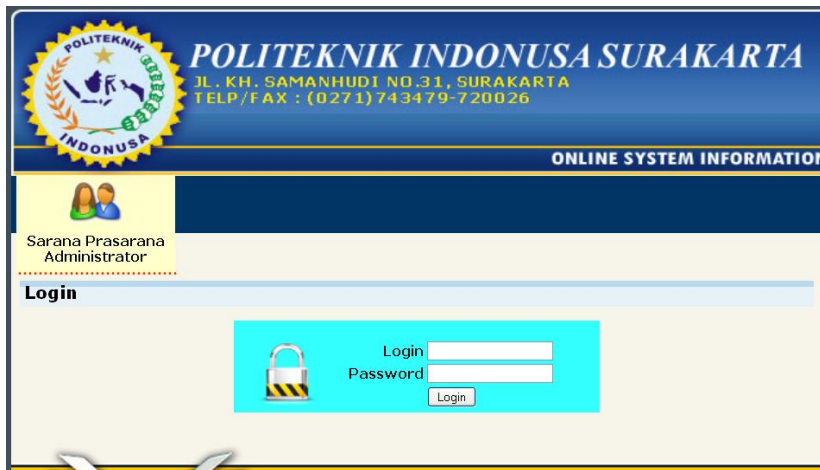 POLITEKNIK
INDONUSA
POLITEKNIK INDONUSA SURAKARTA
JL. KH. SAMANHUDI NO.31, SURAKARTA
TELP/FAX : (0271)743479-720026
ONLINE SYSTEM INFORMATION
Sarana Prasarana
Administrator
Login
Login
Password
Login